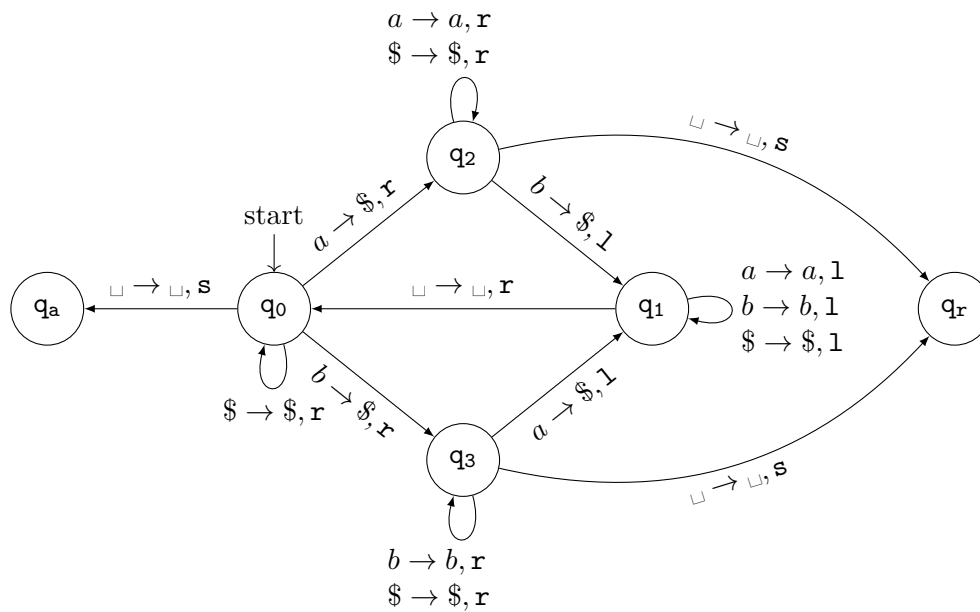 a → a, r
$ → $, r
q2
␣ → ␣, s
a → $, r
b → $, l
start
␣ → ␣, s
␣ → ␣, r
a → a, l
b → b, l
$ → $, l
qa
q0
q1
qr
$ → $, r
b → $, r
a → $, l
q3
␣ → ␣, s
b → b, r
$ → $, r